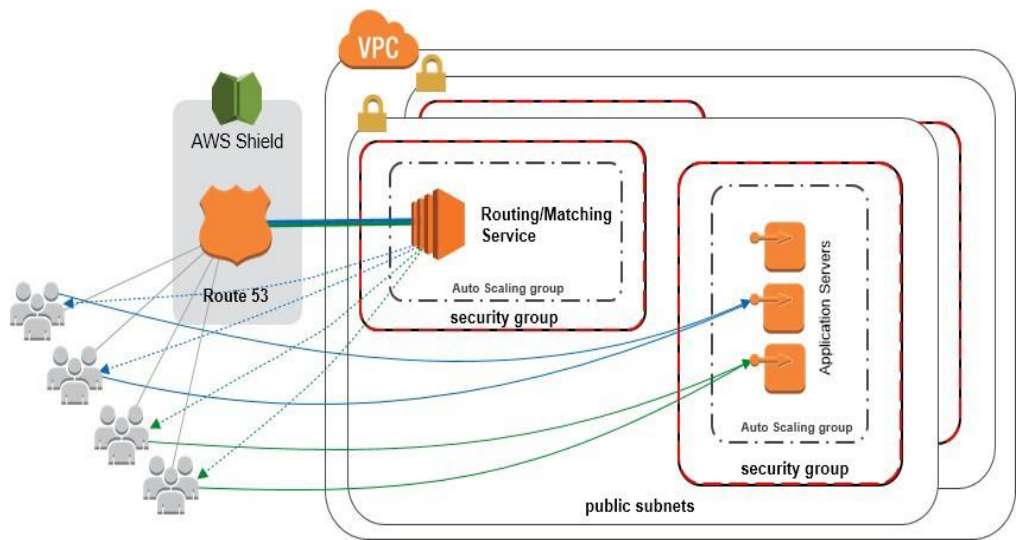 VPC
AWS Shield
Route 53
Routing/Matching
Service
Auto Scaling group
security group
Application Servers
Auto Scaling group
security group
public subnets